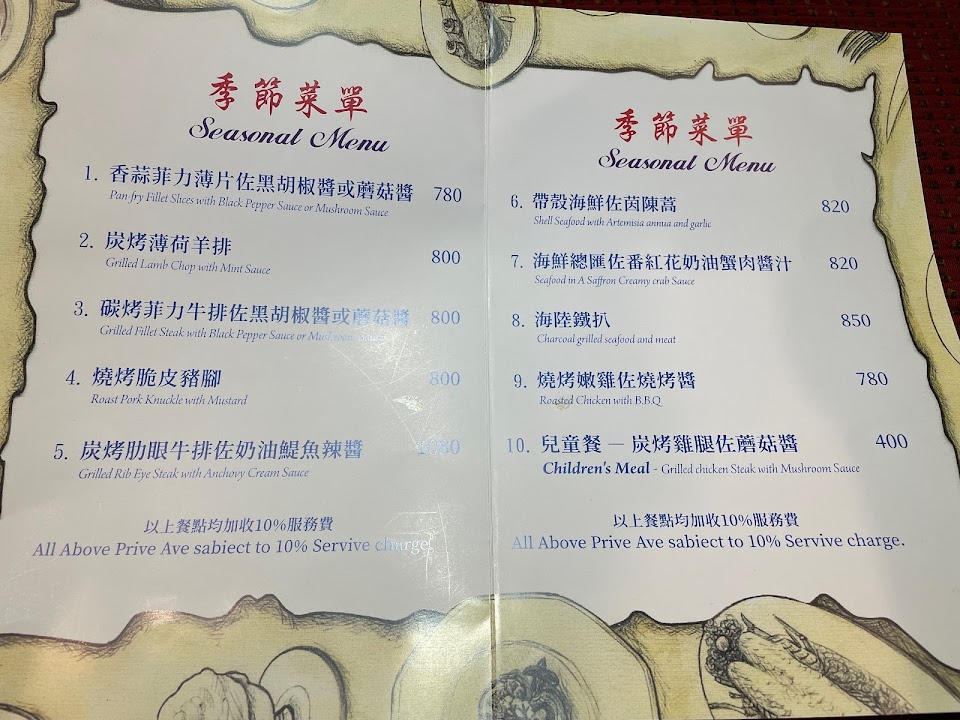 季節菜單
Seasonal Menu
1. 香蒜菲力薄片佐黑胡椒醬或蘑菇醬 780
Pan-fry Fillet Slices with Black Pepper Sauce or Mushroom Sauce
2. 炭烤薄荷羊排 800
Grilled Lamb Chop with Mint Sauce
3. 碳烤菲力牛排佐黑胡椒醬或蘑菇醬 800
Grilled Fillet Steak with Black Pepper Sauce or Mushroom Sauce
4. 燒烤脆皮豬腳 800
Roast Pork Knuckle with Mustard
5. 炭烤肋眼牛排佐奶油鯷魚辣醬
Grilled Rib Eye Steak with Anchovy Cream Sauce
以上餐點均加收10%服務費
All Above Prive Ave sabiect to 10% Servive charge.
季節菜單
Seasonal Menu
6. 帶殼海鮮佐茵陳蒿 820
Shell Seafood with Artemisia annua and garlic
7. 海鮮總匯佐番紅花奶油蟹肉醬汁 820
Seafood in A Saffron Creamy crab Sauce
8. 海陸鐵扒 850
Charcoal grilled seafood and meat
9. 燒烤嫩雞佐燒烤醬 780
Roasted Chicken with B.B.Q
10. 兒童餐 — 炭烤雞腿佐蘑菇醬 400
Children's Meal - Grilled chicken Steak with Mushroom Sauce
以上餐點均加收10%服務費
All Above Prive Ave sabiect to 10% Servive charge.